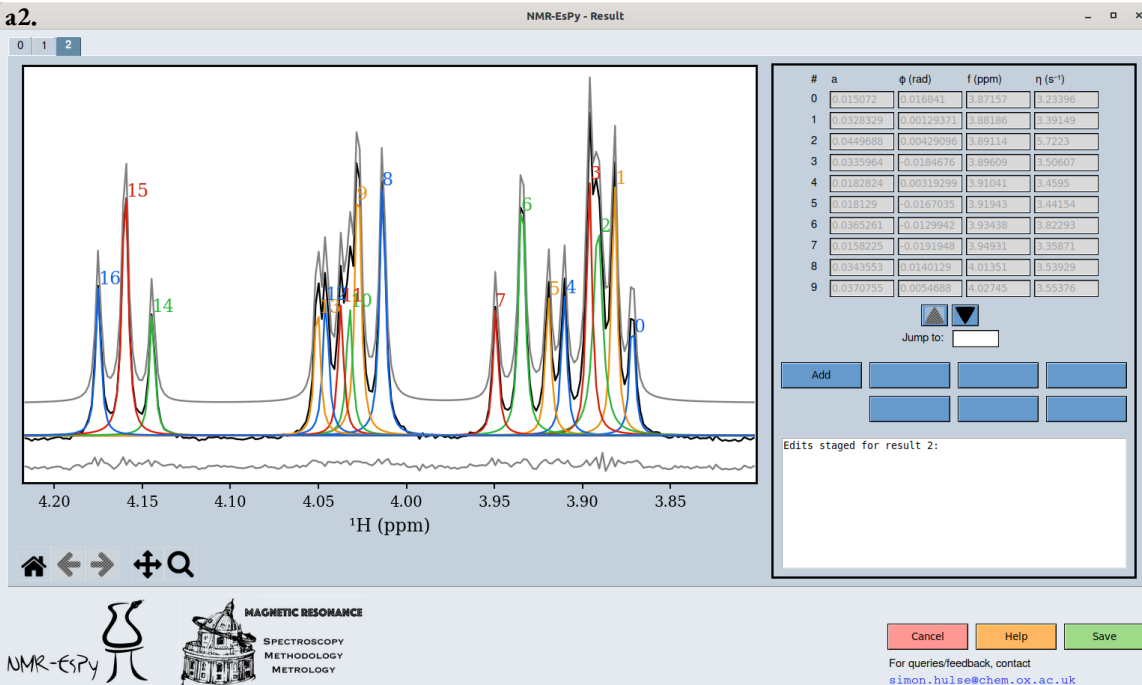 a2.
NMR-EsPy - Result
0 1 2
# a ϕ (rad) f (ppm) η (s⁻¹)
0 0.015072 0.016841 3.87157 3.23396
1 0.0328339 0.00129371 3.88186 3.39149
2 0.0449688 0.00429096 3.89114 5.7223
3 0.0335964 -0.0184676 3.89609 3.50607
4 0.0182824 0.00319299 3.91041 3.4595
5 0.018129 -0.0167035 3.91943 3.44154
6 0.0365261 -0.0129942 3.93438 3.82293
7 0.0158225 -0.0191948 3.94931 3.35871
8 0.0343553 0.0140129 4.01351 3.53929
9 0.0370755 0.0054688 4.02745 3.55376
Jump to:
Add
Edits staged for result 2:
16 15 14 13 12 11 10 9 8 7 6 5 4 3 2 1 0
4.20 4.15 4.10 4.05 4.00 3.95 3.90 3.85
¹H (ppm)
NMR-EsPy
MAGNETIC RESONANCE
SPECTROSCOPY
METHODOLOGY
METROLOGY
Cancel Help Save
For queries/feedback, contact
simon.hulse@chem.ox.ac.uk